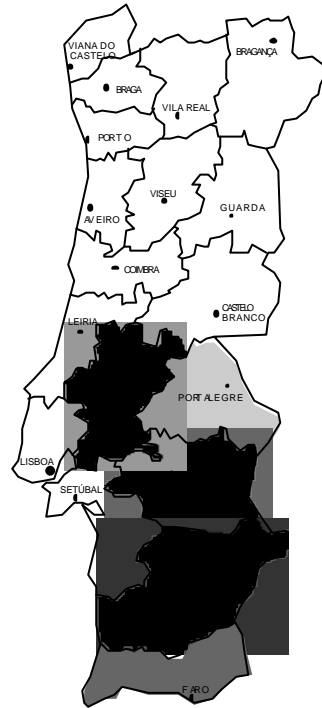 VIANA DO
CASTELO
BRAGANÇA
BRAGA
VILA REAL
PORTO
VISEU
GUARDA
AVEIRO
COIMBRA
CASTELO
BRANCO
LEIRIA
PORTALEGRE
LISBOA
SETÚBAL
FARO